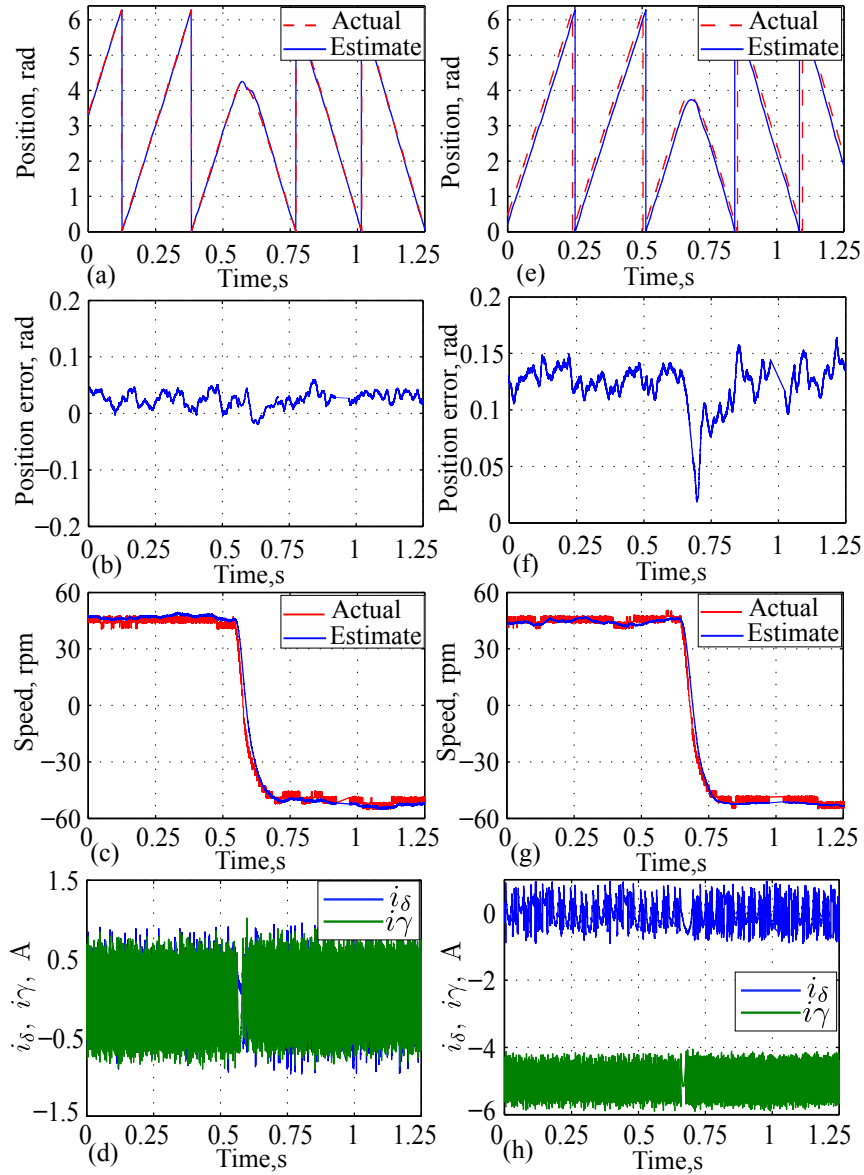 6
5
4
3
2
1
0
Position, rad
Actual
Estimate
0 0.25 0.5 0.75 1 1.25
Time,s
(a)
6
5
4
3
2
1
0
Position, rad
Actual
Estimate
0 0.25 0.5 0.75 1 1.25
Time,s
(e)
0.2
0.1
0
−0.1
−0.2
Position error, rad
0 0.25 0.5 0.75 1 1.25
Time,s
(b)
0.2
0.15
0.1
0.05
0
Position error, rad
0 0.25 0.5 0.75 1 1.25
Time,s
(f)
60
30
0
−30
−60
Speed, rpm
Actual
Estimate
0 0.25 0.5 0.75 1 1.25
Time,s
(c)
60
30
0
−30
−60
Speed, rpm
Actual
Estimate
0 0.25 0.5 0.75 1 1.25
Time,s
(g)
1.5
0.5
−0.5
−1.5
iδ, iγ, A
iδ
iγ
0 0.25 0.5 0.75 1 1.25
Time,s
(d)
0
−2
−4
−6
iδ, iγ, A
iδ
iγ
0 0.25 0.5 0.75 1 1.25
Time,s
(h)